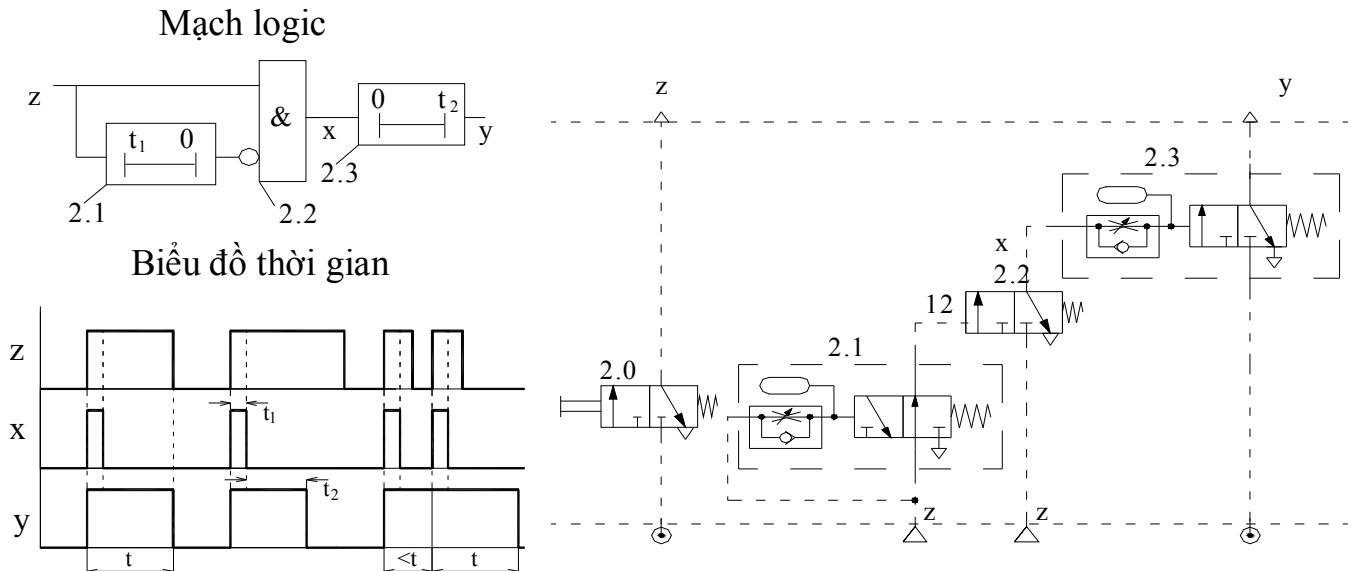 Mạch logic
z
t1 0
&
x
0 t2
y
2.1
2.2
2.3
Biểu đồ thời gian
z
x
t1
y
t2
t
<t
t
z
y
2.3
x
2.2
12
2.1
2.0
z
z